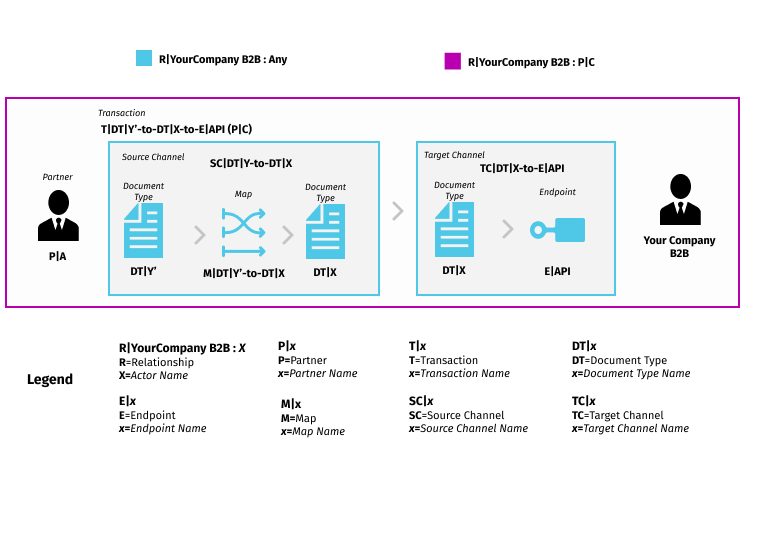 R|YourCompany B2B : Any
R|YourCompany B2B : P|C
Transaction
T|DT|Y’-to-DT|X-to-E|API (P|C)
Source Channel
SC|DT|Y-to-DT|X
Target Channel
TC|DT|X-to-E|API
Partner
P|A
Document
Type
DT|Y’
Map
M|DT|Y’-to-DT|X
Document
Type
DT|X
Document
Type
DT|X
Endpoint
E|API
Your Company
B2B
Legend
R|YourCompany B2B : X
R=Relationship
X=Actor Name
P|x
P=Partner
x=Partner Name
T|x
T=Transaction
x=Transaction Name
DT|x
DT=Document Type
x=Document Type Name
E|x
E=Endpoint
x=Endpoint Name
M|x
M=Map
x=Map Name
SC|x
SC=Source Channel
x=Source Channel Name
TC|x
TC=Target Channel
x=Target Channel Name